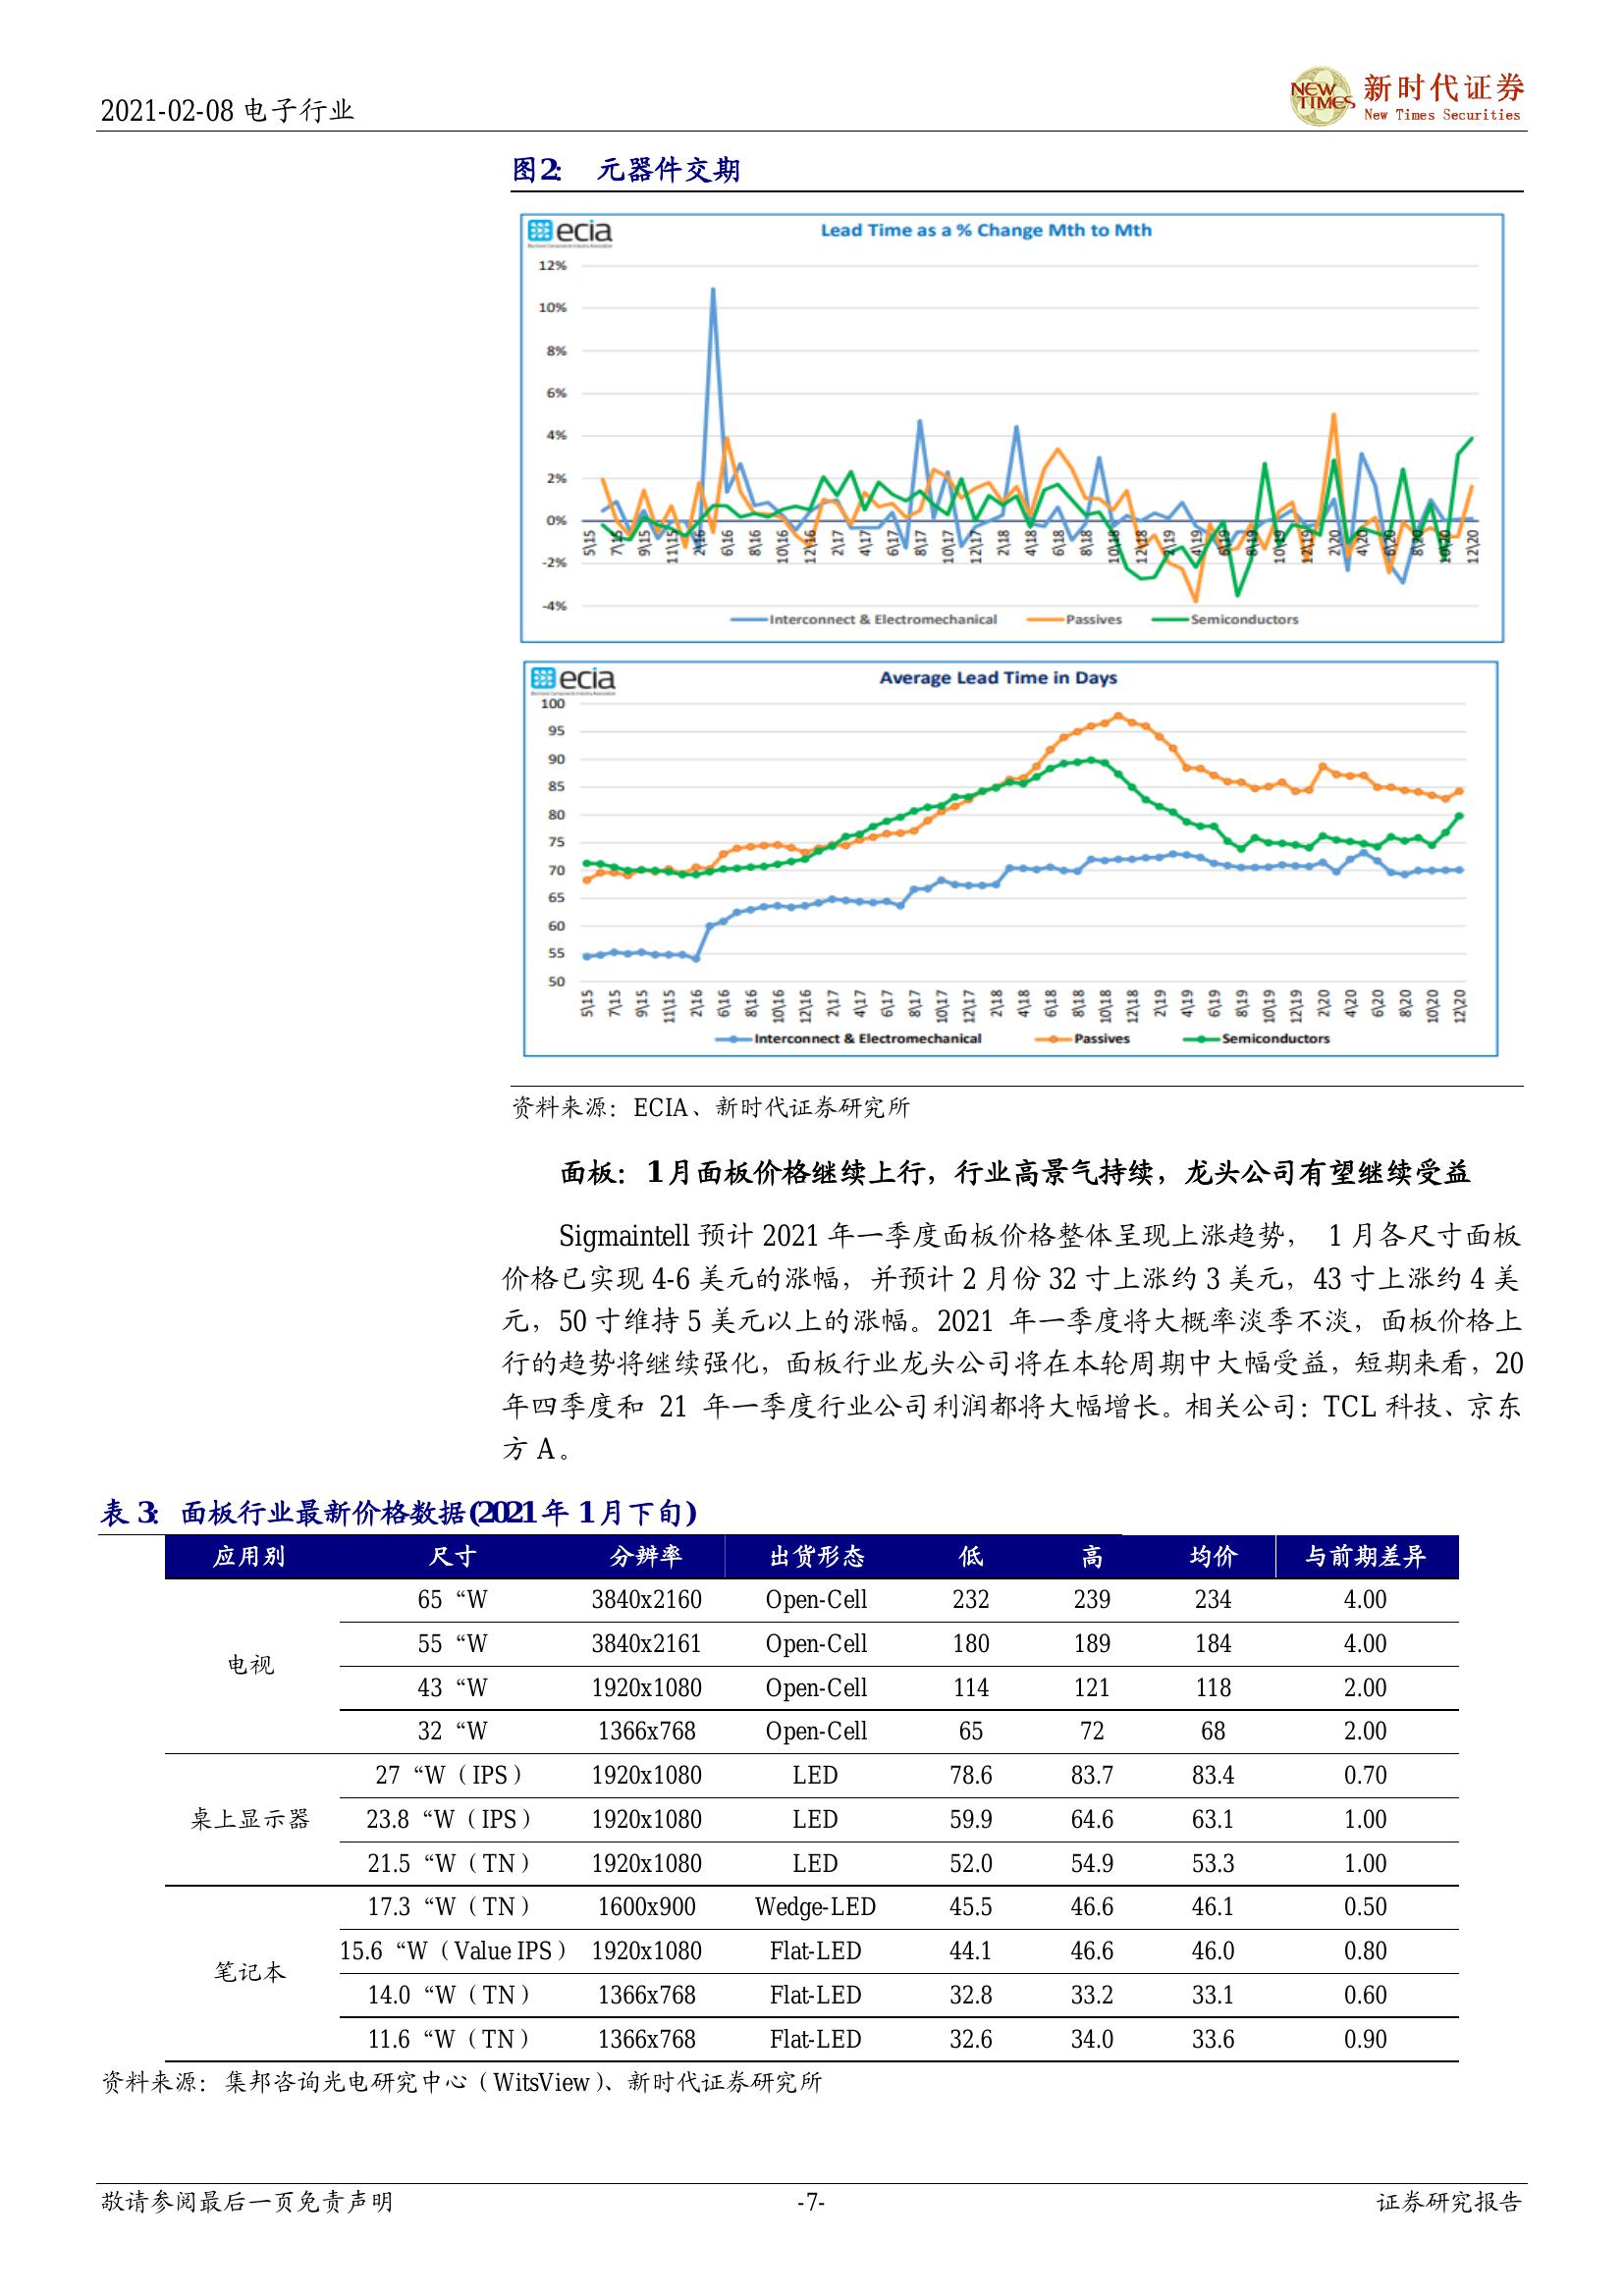 2021-02-08 电子行业
NEW TIMES 新时代证券
New Times Securities
图2: 元器件交期
ecia
Lead Time as a % Change Mth to Mth
12%
10%
8%
6%
4%
2%
0%
-2%
-4%
5\15 7\15 9\15 11\15 2\16 6\16 8\16 10\16 12\16 2\17 4\17 6\17 8\17 10\17 12\17 2\18 4\18 6\18 8\18 10\18 12\18 2\19 4\19 6\19 8\19 10\19 12\19 2\20 4\20 6\20 8\20 10\20 12\20
Interconnect & Electromechanical Passives Semiconductors
ecia
Average Lead Time in Days
100
95
90
85
80
75
70
65
60
55
50
5\15 7\15 9\15 11\15 2\16 6\16 8\16 10\16 12\16 2\17 4\17 6\17 8\17 10\17 12\17 2\18 4\18 6\18 8\18 10\18 12\18 2\19 4\19 6\19 8\19 10\19 12\19 2\20 4\20 6\20 8\20 10\20 12\20
Interconnect & Electromechanical Passives Semiconductors
资料来源：ECIA、新时代证券研究所
面板：1月面板价格继续上行，行业高景气持续，龙头公司有望继续受益
Sigmaintell 预计 2021 年一季度面板价格整体呈现上涨趋势， 1 月各尺寸面板
价格已实现 4-6 美元的涨幅，并预计 2 月份 32 寸上涨约 3 美元，43 寸上涨约 4 美
元，50 寸维持 5 美元以上的涨幅。2021 年一季度将大概率淡季不淡，面板价格上
行的趋势将继续强化，面板行业龙头公司将在本轮周期中大幅受益，短期来看，20
年四季度和 21 年一季度行业公司利润都将大幅增长。相关公司：TCL 科技、京东
方 A。
表 3: 面板行业最新价格数据(2021 年 1 月下旬)
应用别 尺寸 分辨率 出货形态 低 高 均价 与前期差异
电视
65 “W 3840x2160 Open-Cell 232 239 234 4.00
55 “W 3840x2161 Open-Cell 180 189 184 4.00
43 “W 1920x1080 Open-Cell 114 121 118 2.00
32 “W 1366x768 Open-Cell 65 72 68 2.00
桌上显示器
27 “W（IPS） 1920x1080 LED 78.6 83.7 83.4 0.70
23.8 “W（IPS） 1920x1080 LED 59.9 64.6 63.1 1.00
21.5 “W（TN） 1920x1080 LED 52.0 54.9 53.3 1.00
笔记本
17.3 “W（TN） 1600x900 Wedge-LED 45.5 46.6 46.1 0.50
15.6 “W（Value IPS） 1920x1080 Flat-LED 44.1 46.6 46.0 0.80
14.0 “W（TN） 1366x768 Flat-LED 32.8 33.2 33.1 0.60
11.6 “W（TN） 1366x768 Flat-LED 32.6 34.0 33.6 0.90
资料来源：集邦咨询光电研究中心（WitsView）、新时代证券研究所
敬请参阅最后一页免责声明 -7- 证券研究报告